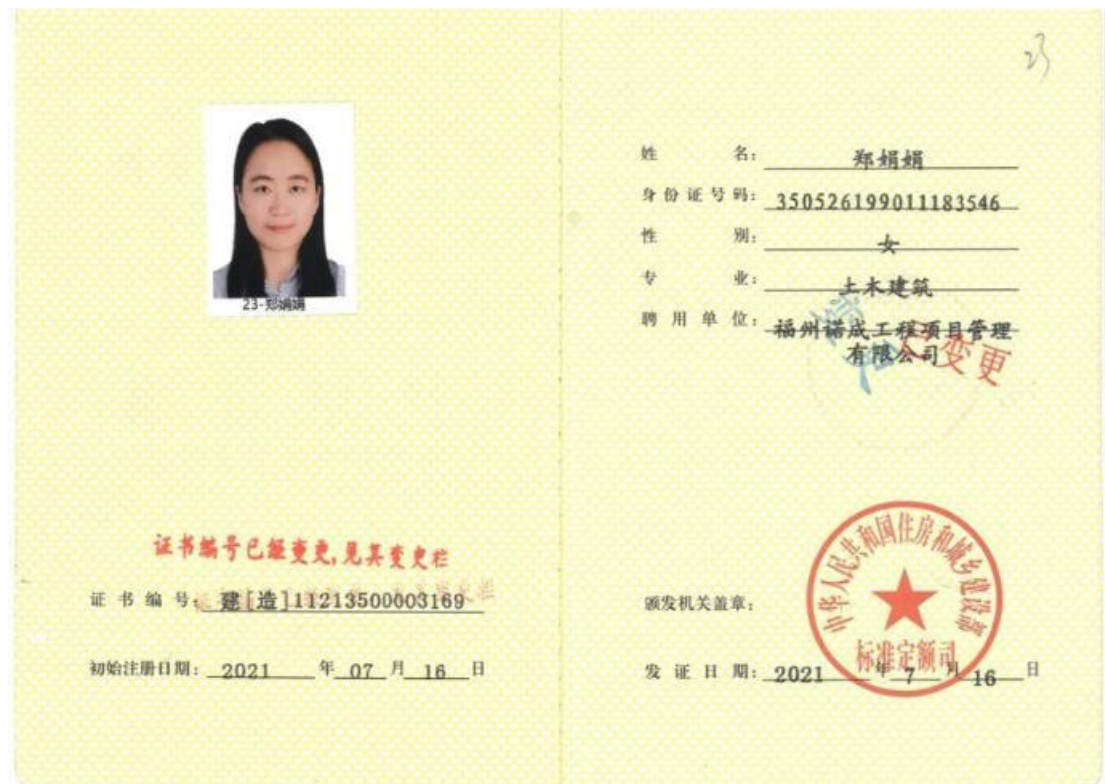 23
23-郑娟娟
证书编号已经变更,见其变更栏
证 书 编 号: 建[造]11213500003169
初始注册日期: 2021 年 07 月 16 日
姓 名: 郑娟娟
身 份 证 号 码: 350526199011183546
性 别: 女
专 业: 土木建筑
聘 用 单 位: 福州诺成工程项目管理
有限公司
已变更
颁发机关盖章:
中华人民共和国住房和城乡建设部
标准定额司
发 证 日 期: 2021 年 7 月 16 日